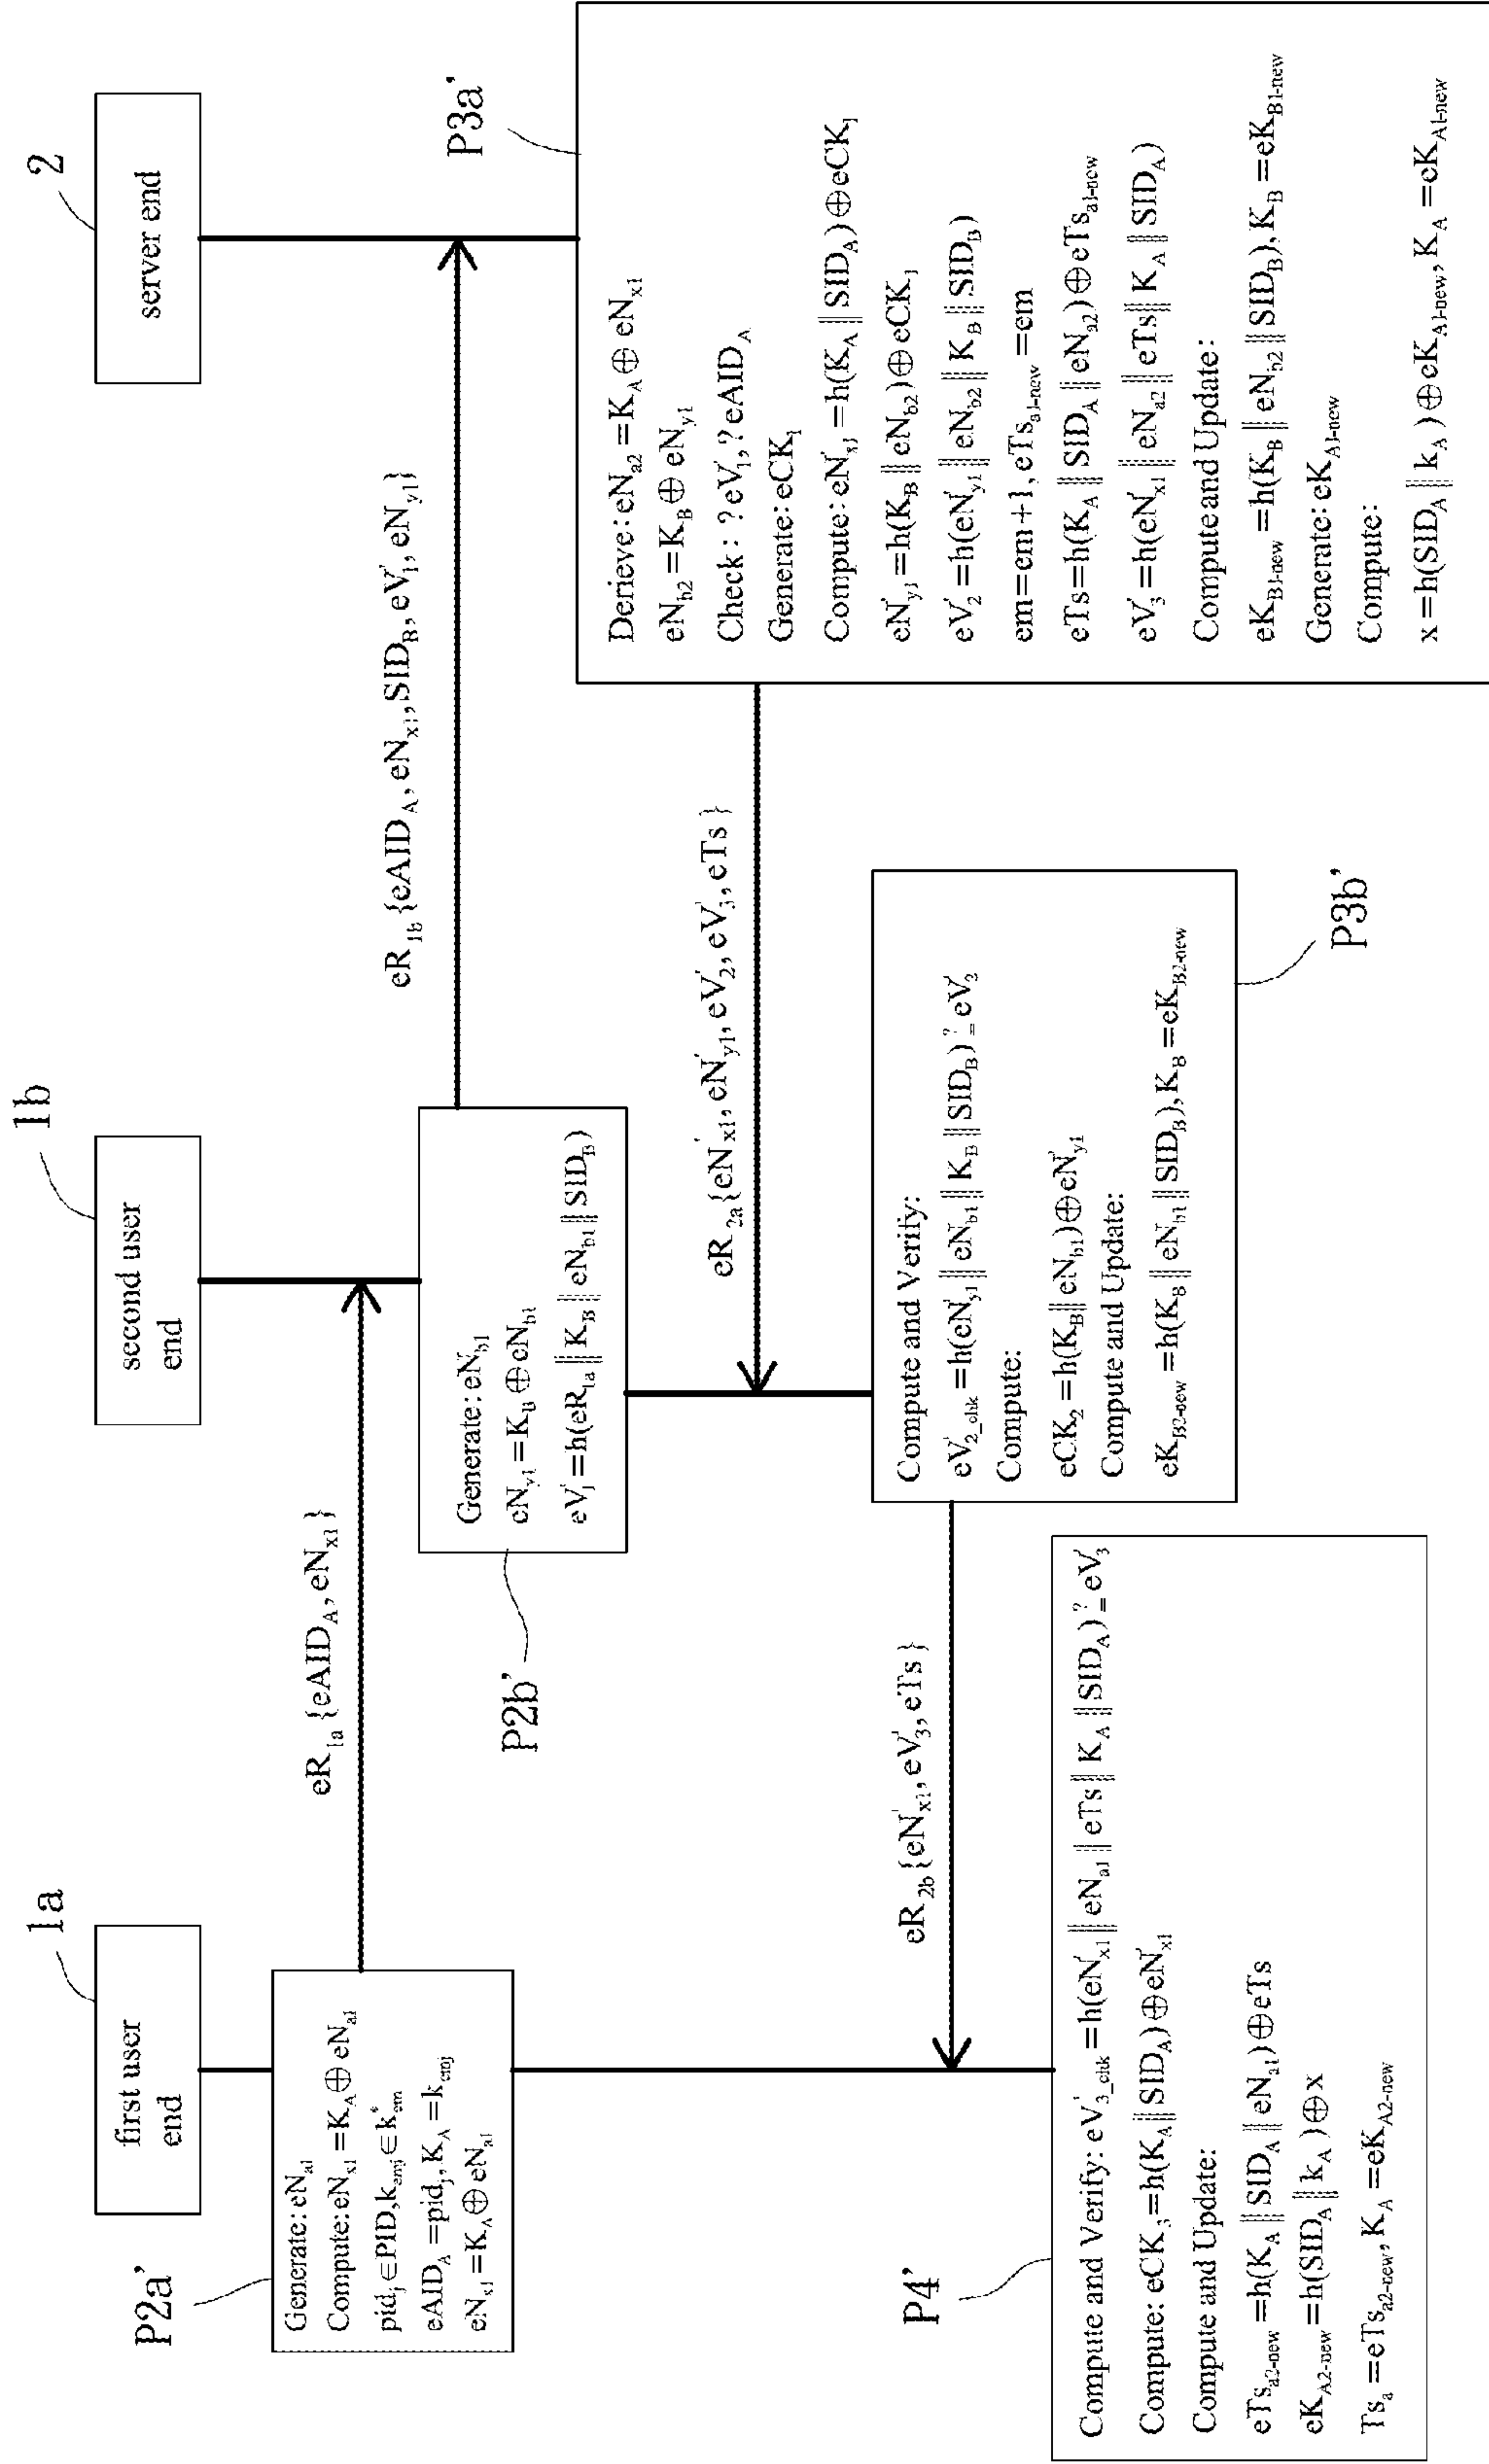 1a
first user
end
1b
second user
end
2
server end
P2a’
Generate: eN_a1
Compute: eN_x1 = K_A ⊕ eN_a1
pid_j ∈ PID, k_emj ∈ k*_em
eAID_A = pid_j, K_A = k_emj
eN_x1 = K_A ⊕ eN_a1
eR_1a {eAID_A, eN_x1}
P2b’
Generate: eN_b1
eN_y1 = K_B ⊕ eN_b1
eV'_1 = h(eR_1a || K_B || eN_b1 || SID_B)
eR_1b {eAID_A, eN_x1, SID_B, eV'_1, eN_y1}
P3a’
Derieve: eN_a2 = K_A ⊕ eN_x1
eN_b2 = K_B ⊕ eN_y1
Check: ?eV'_1, ?eAID_A
Generate: eCK_1
Compute: eN'_x1 = h(K_A || SID_A) ⊕ eCK_1
eN'_y1 = h(K_B || eN_b2) ⊕ eCK_1
eV'_2 = h(eN'_y1 || eN_b2 || K_B || SID_B)
em = em+1, eTs_a1-new = em
eTs = h(K_A || SID_A || eN_a2) ⊕ eTs_a1-new
eV'_3 = h(eN'_x1 || eN_a2 || eTs || K_A || SID_A)
Compute and Update:
eK_B1-new = h(K_B || eN_b2 || SID_B), K_B = eK_B1-new
Generate: eK_A1-new
Compute:
x = h(SID_A || k_A) ⊕ eK_A1-new, K_A = eK_A1-new
eR_2a {eN'_x1, eN'_y1, eV'_2, eV'_3, eTs}
P3b’
Compute and Verify:
eV'_2_chk = h(eN'_y1 || eN_b1 || K_B || SID_B) ?= eV'_2
Compute:
eCK_2 = h(K_B || eN_b1) ⊕ eN'_y1
Compute and Update:
eK_B2-new = h(K_B || eN_b1 || SID_B), K_B = eK_B2-new
eR_2b {eN'_x1, eV'_3, eTs}
P4’
Compute and Verify: eV'_3_chk = h(eN'_x1 || eN_a1 || eTs || K_A || SID_A) ?= eV'_3
Compute: eCK_3 = h(K_A || SID_A) ⊕ eN'_x1
Compute and Update:
eTs_a2-new = h(K_A || SID_A || eN_a1) ⊕ eTs
eK_A2-new = h(SID_A || k_A) ⊕ x
Ts_a = eTs_a2-new, K_A = eK_A2-new